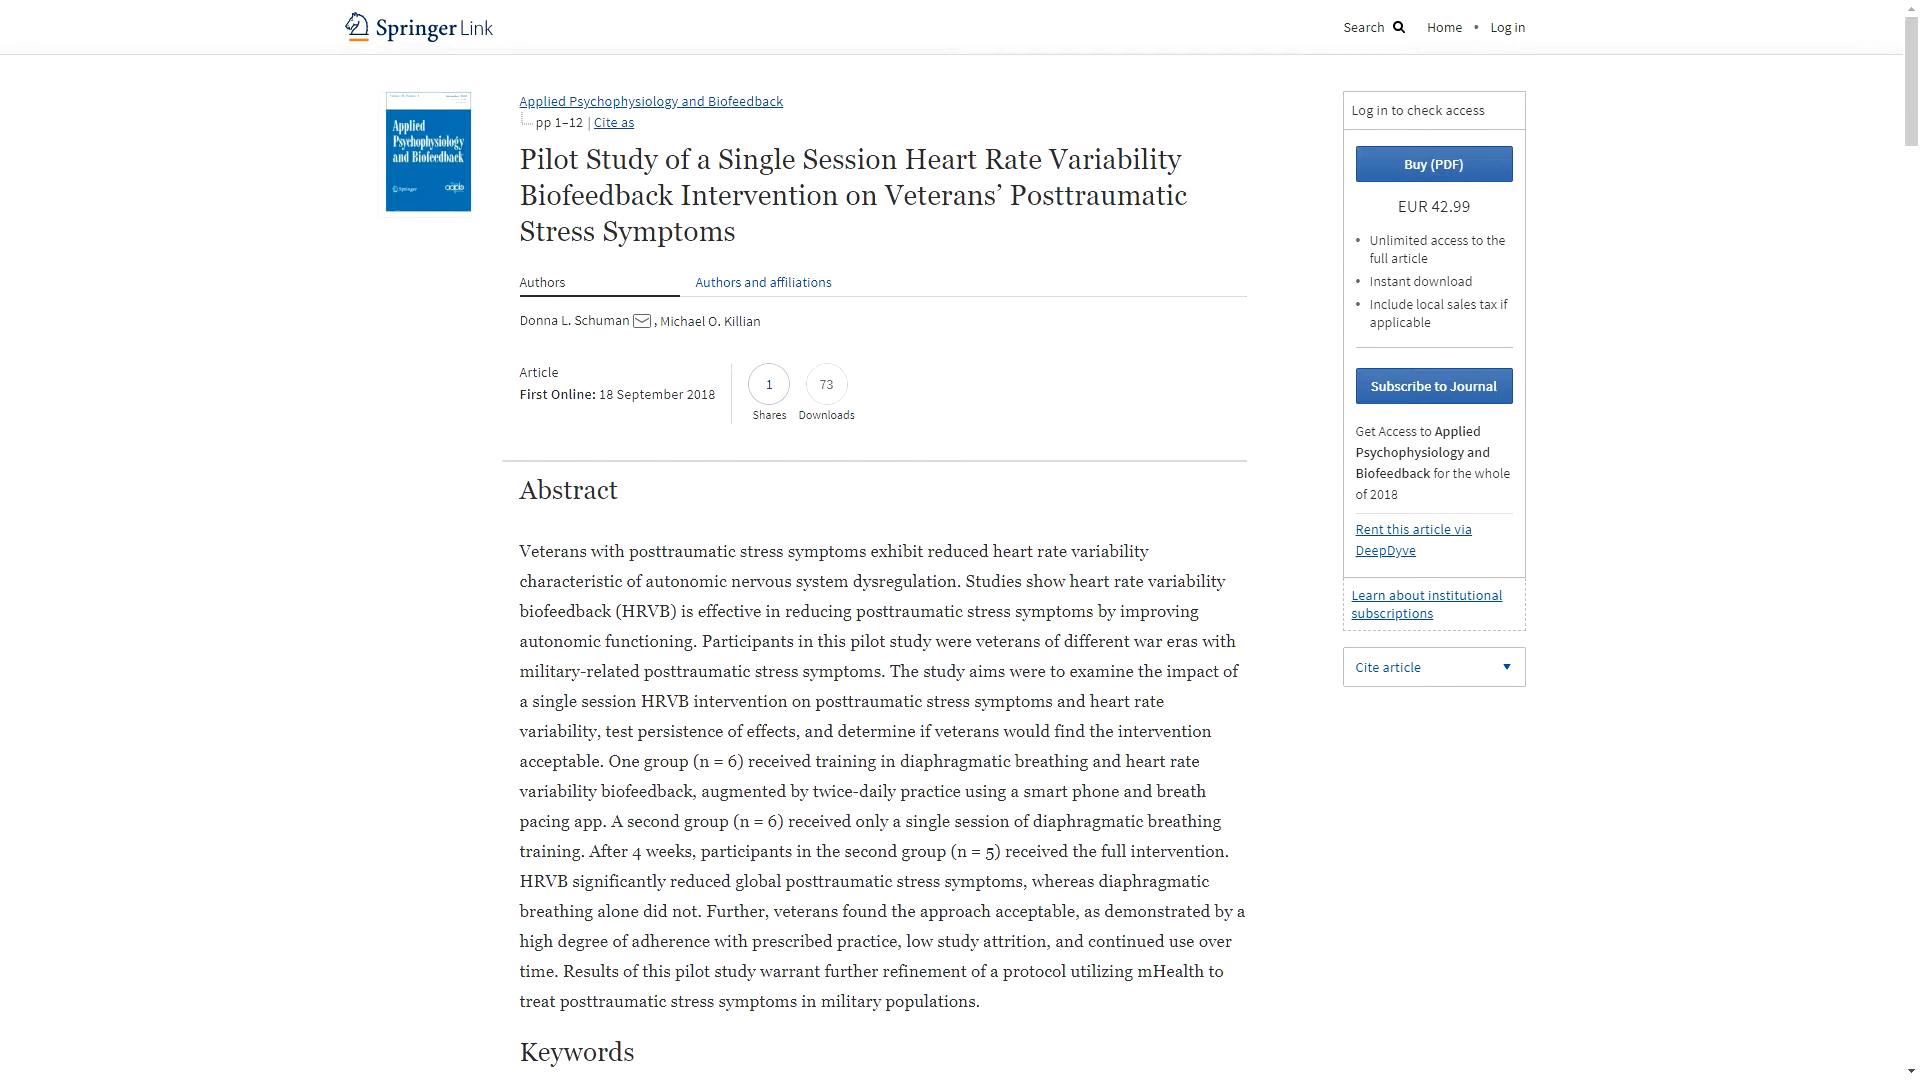 Springer Link
Search
Home • Log in
Applied
Psychophysiology
and Biofeedback
Springer
Applied Psychophysiology and Biofeedback
pp 1–12 | Cite as
Pilot Study of a Single Session Heart Rate Variability
Biofeedback Intervention on Veterans’ Posttraumatic
Stress Symptoms
Authors
Authors and affiliations
Donna L. Schuman , Michael O. Killian
Article
First Online: 18 September 2018
1
Shares
73
Downloads
Abstract
Veterans with posttraumatic stress symptoms exhibit reduced heart rate variability
characteristic of autonomic nervous system dysregulation. Studies show heart rate variability
biofeedback (HRVB) is effective in reducing posttraumatic stress symptoms by improving
autonomic functioning. Participants in this pilot study were veterans of different war eras with
military-related posttraumatic stress symptoms. The study aims were to examine the impact of
a single session HRVB intervention on posttraumatic stress symptoms and heart rate
variability, test persistence of effects, and determine if veterans would find the intervention
acceptable. One group (n = 6) received training in diaphragmatic breathing and heart rate
variability biofeedback, augmented by twice-daily practice using a smart phone and breath
pacing app. A second group (n = 6) received only a single session of diaphragmatic breathing
training. After 4 weeks, participants in the second group (n = 5) received the full intervention.
HRVB significantly reduced global posttraumatic stress symptoms, whereas diaphragmatic
breathing alone did not. Further, veterans found the approach acceptable, as demonstrated by a
high degree of adherence with prescribed practice, low study attrition, and continued use over
time. Results of this pilot study warrant further refinement of a protocol utilizing mHealth to
treat posttraumatic stress symptoms in military populations.
Keywords
Log in to check access
Buy (PDF)
EUR 42.99
• Unlimited access to the
full article
• Instant download
• Include local sales tax if
applicable
Subscribe to Journal
Get Access to Applied
Psychophysiology and
Biofeedback for the whole
of 2018
Rent this article via
DeepDyve
Learn about institutional
subscriptions
Cite article